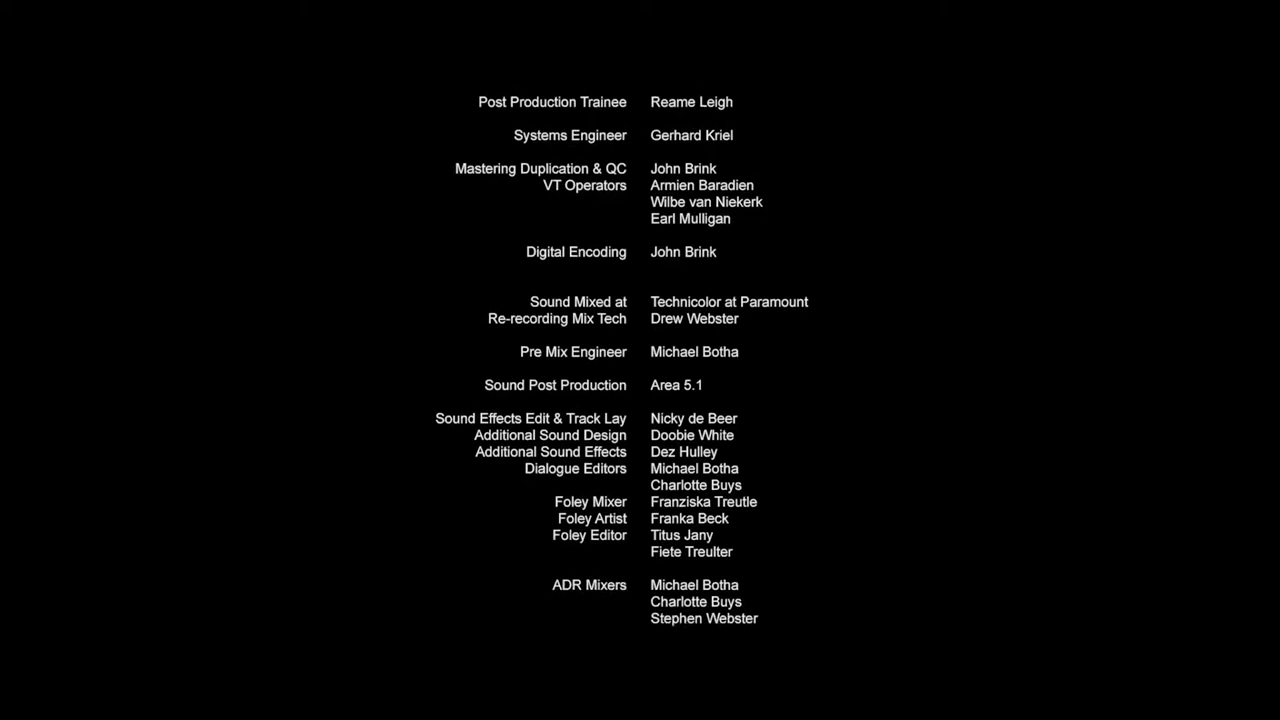 Post Production Trainee Reame Leigh
Systems Engineer Gerhard Kriel
Mastering Duplication & QC John Brink
VT Operators Armien Baradien
Wilbe van Niekerk
Earl Mulligan
Digital Encoding John Brink
Sound Mixed at Technicolor at Paramount
Re-recording Mix Tech Drew Webster
Pre Mix Engineer Michael Botha
Sound Post Production Area 5.1
Sound Effects Edit & Track Lay Nicky de Beer
Additional Sound Design Doobie White
Additional Sound Effects Dez Hulley
Dialogue Editors Michael Botha
Charlotte Buys
Foley Mixer Franziska Treutle
Foley Artist Franka Beck
Foley Editor Titus Jany
Fiete Treulter
ADR Mixers Michael Botha
Charlotte Buys
Stephen Webster